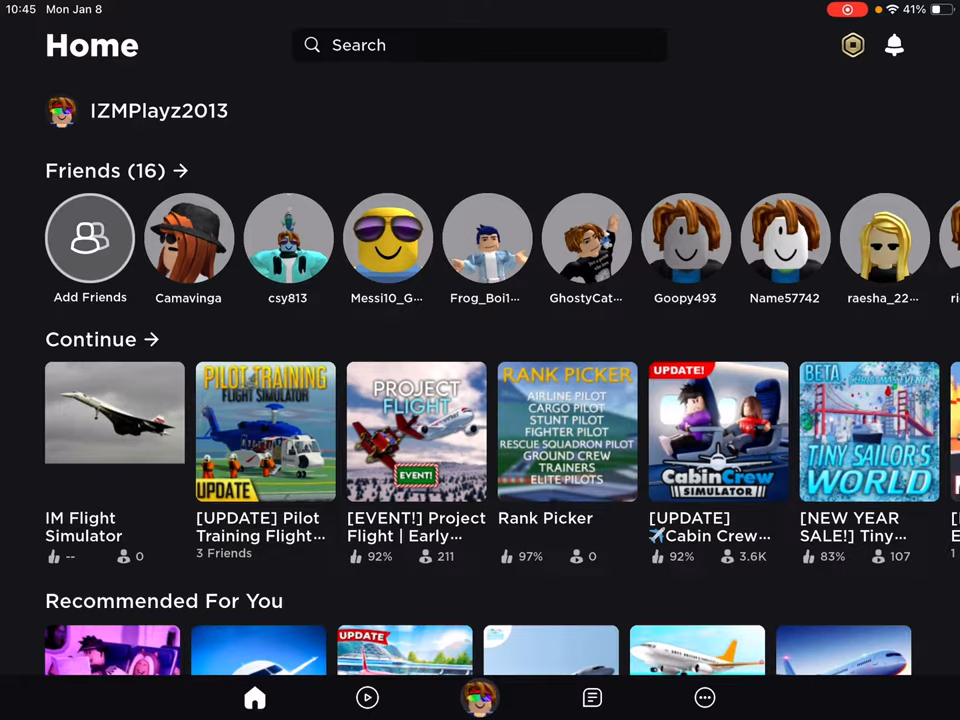 10:45 Mon Jan 8
41%
Home
Search
IZMPlayz2013
Friends (16) →
Add Friends
Camavinga
csy813
Messi10_G...
Frog_Boi1...
GhostyCat...
Goopy493
Name57742
raesha_22...
Continue →
PILOT TRAINING
FLIGHT SIMULATOR
UPDATE
PROJECT
FLIGHT
EVENT!
RANK PICKER
AIRLINE PILOT
CARGO PILOT
STUNT PILOT
FIGHTER PILOT
RESCUE SQUADRON PILOT
GROUND CREW
TRAINERS
ELITE PILOTS
UPDATE!
CabinCrew
SIMULATOR
BETA
CHRISTMAS EVENT
TINY SAILOR'S
WORLD
IM Flight
Simulator
-- 0
[UPDATE] Pilot
Training Flight...
3 Friends
[EVENT!] Project
Flight | Early...
92% 211
Rank Picker
97% 0
[UPDATE]
✈️Cabin Crew...
92% 3.6K
[NEW YEAR
SALE!] Tiny...
83% 107
Recommended For You
UPDATE